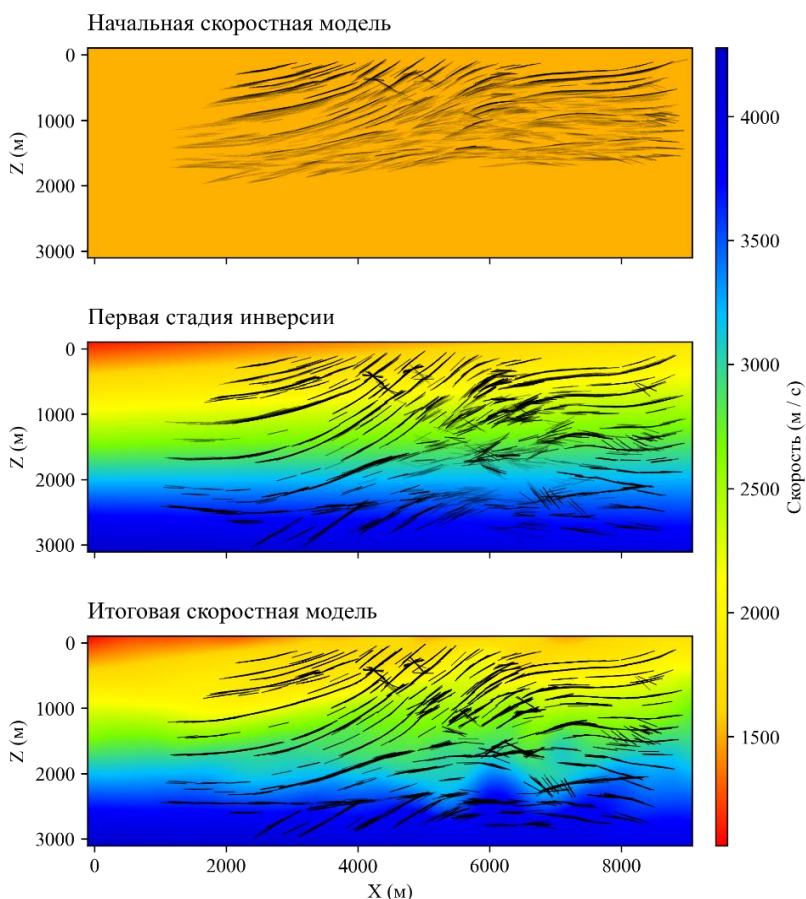 Начальная скоростная модель
0
1000
2000
3000
Z (м)
Первая стадия инверсии
0
1000
2000
3000
Z (м)
Итоговая скоростная модель
0
1000
2000
3000
Z (м)
0 2000 4000 6000 8000
X (м)
4000
3500
3000
2500
2000
1500
Скорость (м / с)